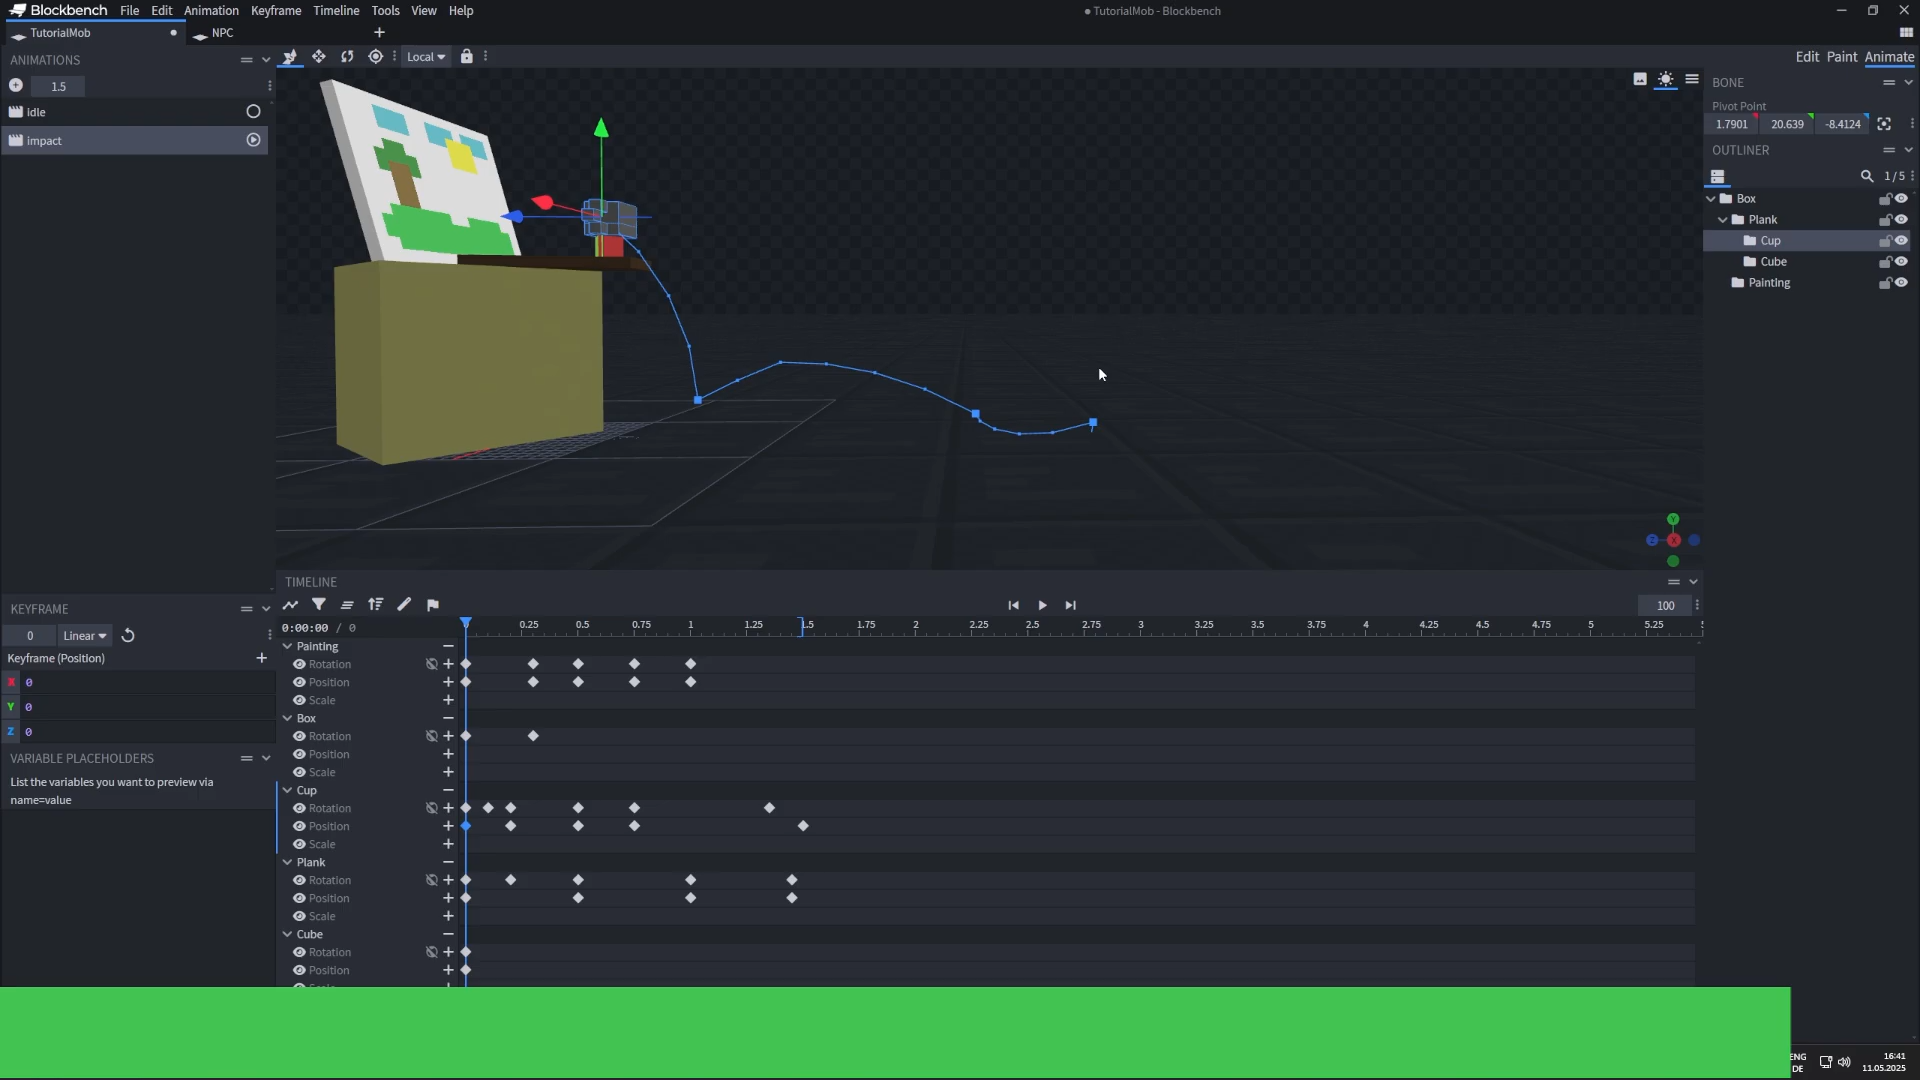 Blockbench File Edit Animation Keyframe Timeline Tools View Help
● TutorialMob - Blockbench
TutorialMob
NPC
ANIMATIONS
Local
Edit Paint Animate
1.5
idle
impact
BONE
Pivot Point
1.7901 20.639 -8.4124
OUTLINER
1/5
Box
Plank
Cup
Cube
Painting
Y
Z X
KEYFRAME
0 Linear
Keyframe (Position)
X 0
Y 0
Z 0
VARIABLE PLACEHOLDERS
List the variables you want to preview via
name=value
TIMELINE
100
0:00:00 / 0
0.25 0.5 0.75 1 1.25 1.5 1.75 2 2.25 2.5 2.75 3 3.25 3.5 3.75 4 4.25 4.5 4.75 5 5.25
Painting
Rotation
Position
Scale
Box
Rotation
Position
Scale
Cup
Rotation
Position
Scale
Plank
Rotation
Position
Scale
Cube
Rotation
Position
ENG
DE
16:41
11.05.2025